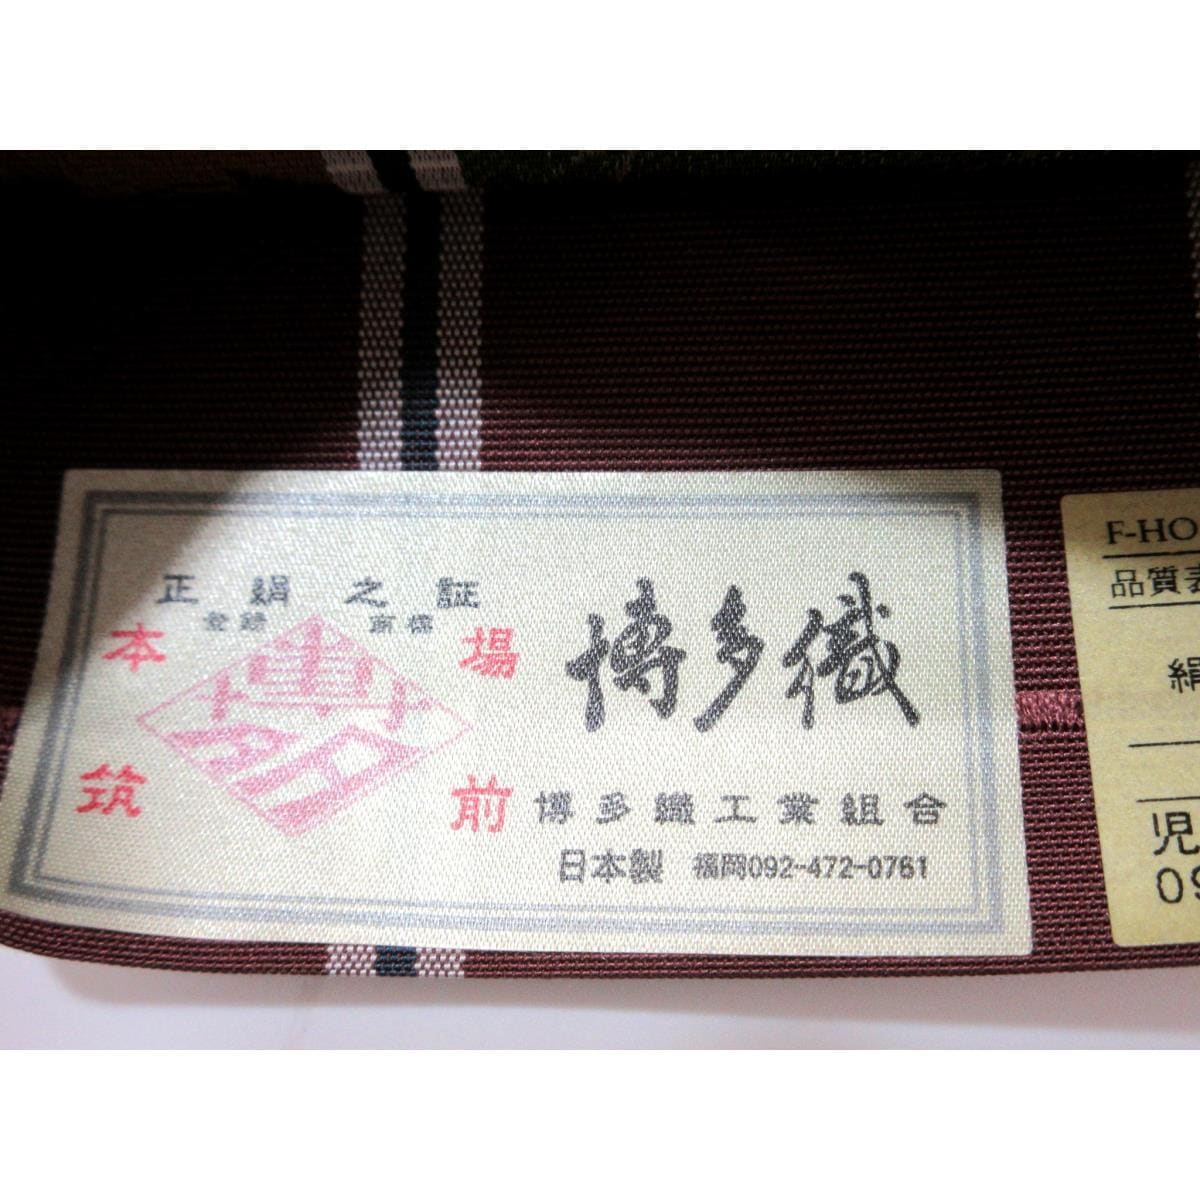 正絹之証
登録 商標
本場
筑前
博多
博多織
博多織工業組合
日本製 福岡092-472-0761
F-HO
品質表
絹
児
09